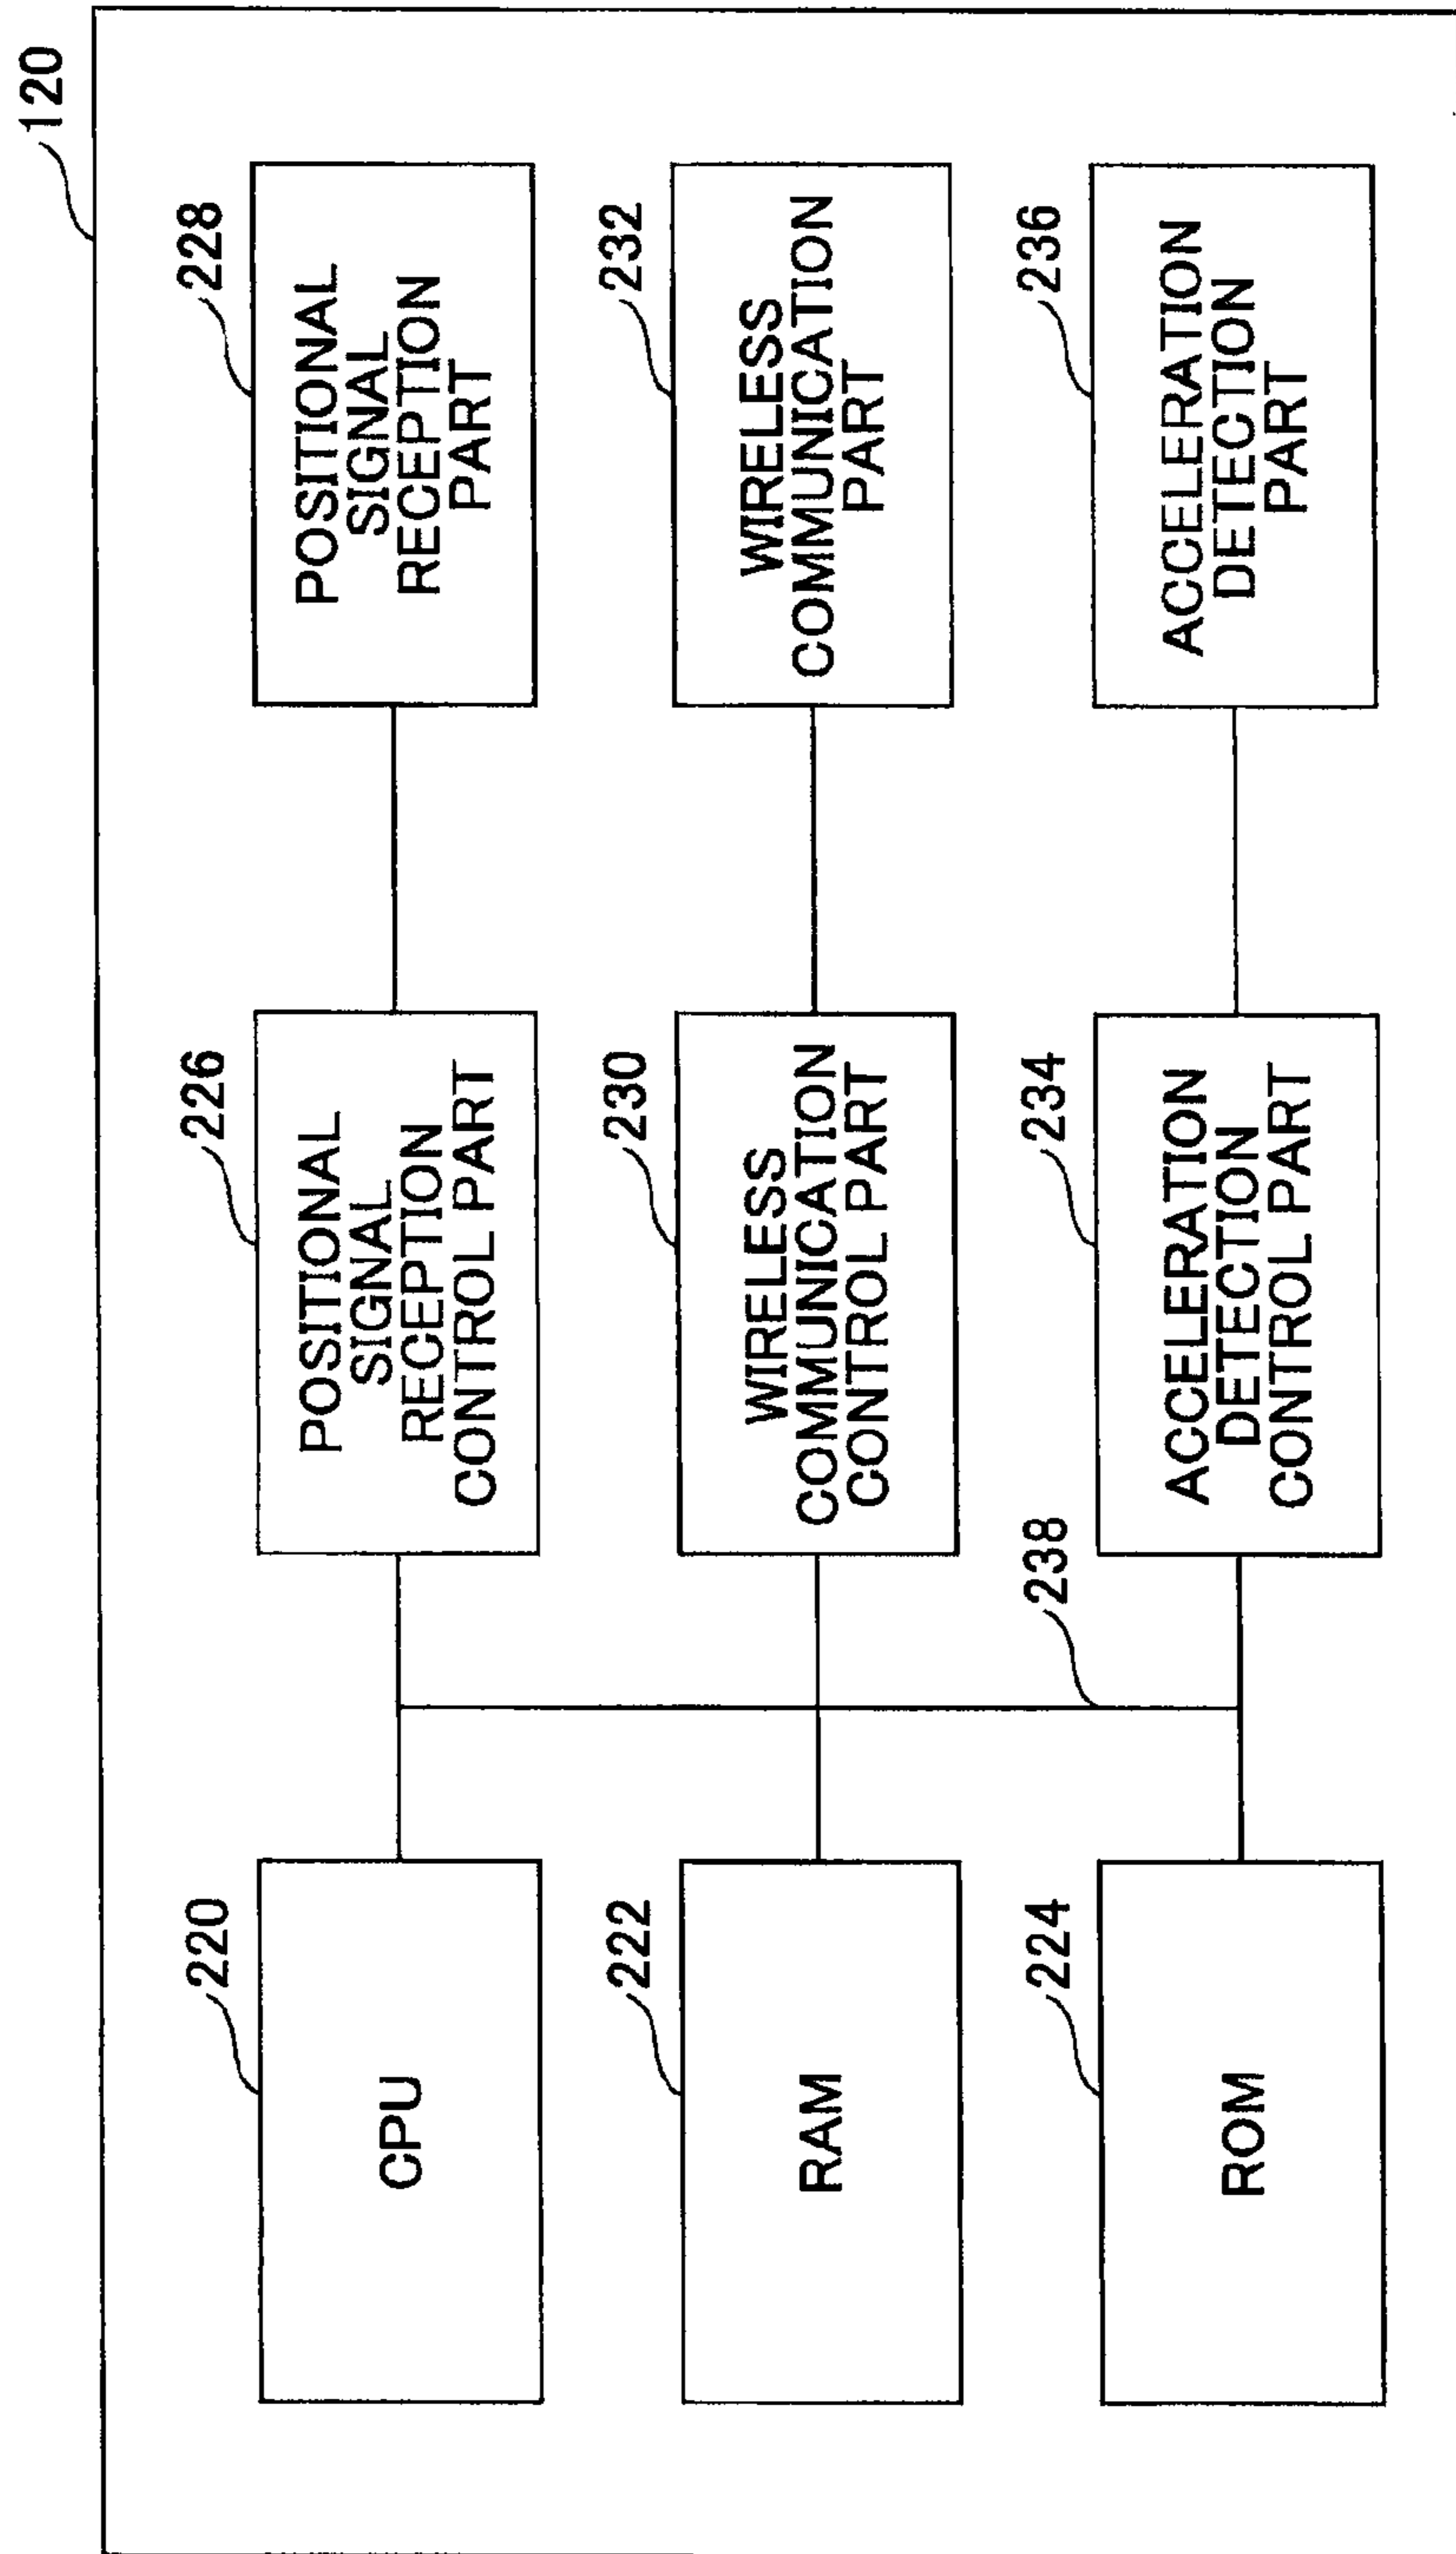 120
220
CPU
226
POSITIONAL
SIGNAL
RECEPTION
CONTROL PART
228
POSITIONAL
SIGNAL
RECEPTION
PART
222
RAM
230
WIRELESS
COMMUNICATION
CONTROL PART
232
WIRELESS
COMMUNICATION
PART
238
224
ROM
234
ACCELERATION
DETECTION
CONTROL PART
236
ACCELERATION
DETECTION
PART